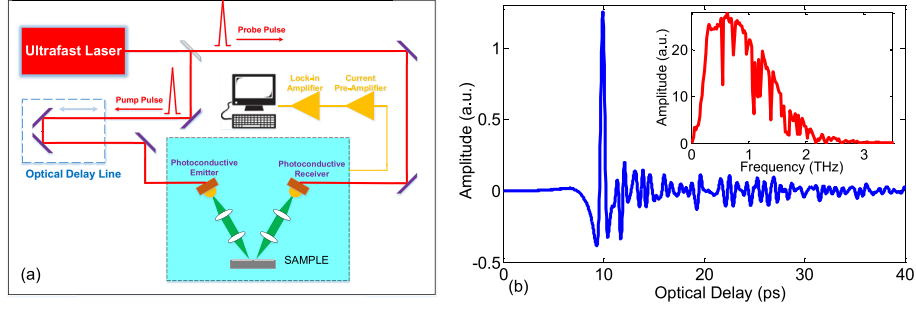 (a)
Ultrafast Laser
Probe Pulse
Lock-in
Amplifier
Current
Pre-Amplifier
Pump Pulse
Optical Delay Line
Photoconductive
Emitter
Photoconductive
Receiver
SAMPLE
(b)
Amplitude (a.u.)
1
0.5
0
-0.5
0
10
20
30
40
Optical Delay (ps)
Amplitude (a.u.)
20
10
0
0
1
2
3
Frequency (THz)